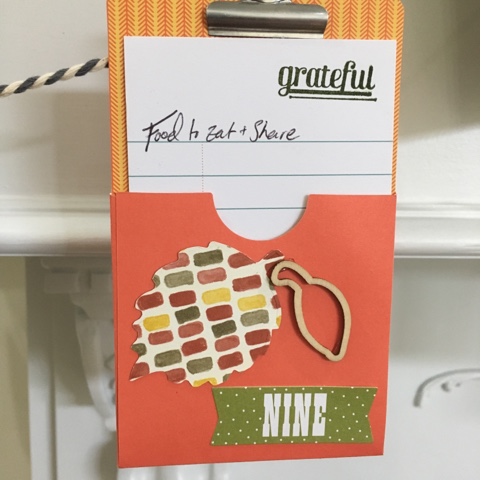 grateful
Food to Eat + Share
NINE